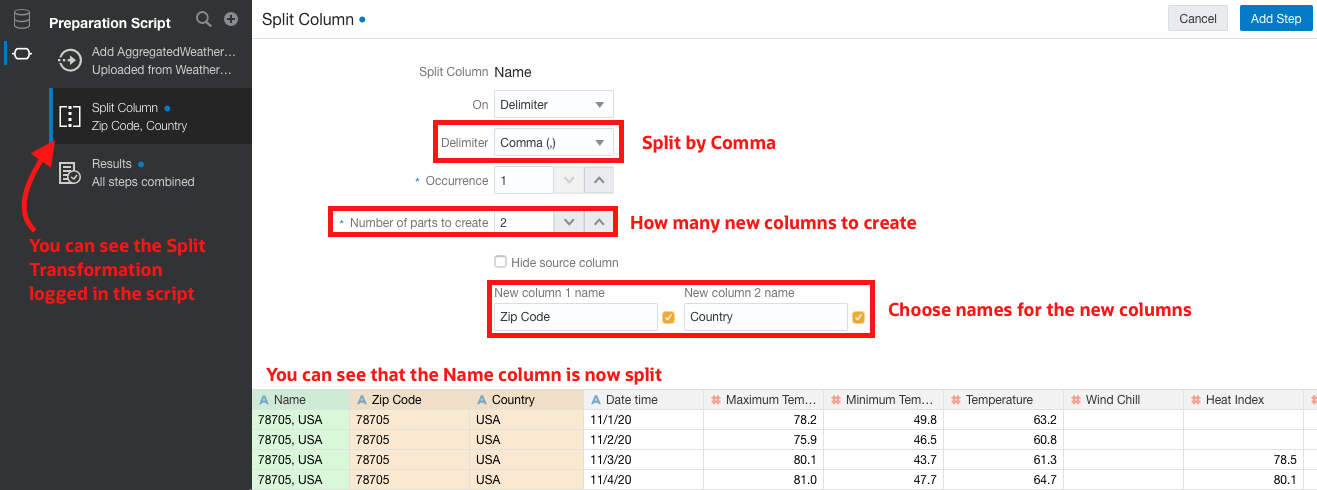 Preparation Script
Split Column
Cancel
Add Step
Add AggregatedWeather...
Uploaded from Weather...
Split Column
Zip Code, Country
Results
All steps combined
You can see the Split
Transformation
logged in the script
Split Column Name
On Delimiter
Delimiter Comma (,)
Split by Comma
* Occurrence 1
* Number of parts to create 2
How many new columns to create
Hide source column
New column 1 name New column 2 name
Zip Code Country
Choose names for the new columns
You can see that the Name column is now split
A Name A Zip Code A Country A Date time # Maximum Tem... # Minimum Tem... # Temperature # Wind Chill # Heat Index #
78705, USA 78705 USA 11/1/20 78.2 49.8 63.2
78705, USA 78705 USA 11/2/20 75.9 46.5 60.8
78705, USA 78705 USA 11/3/20 80.1 43.7 61.3 78.5
78705, USA 78705 USA 11/4/20 81.0 47.7 64.7 80.1